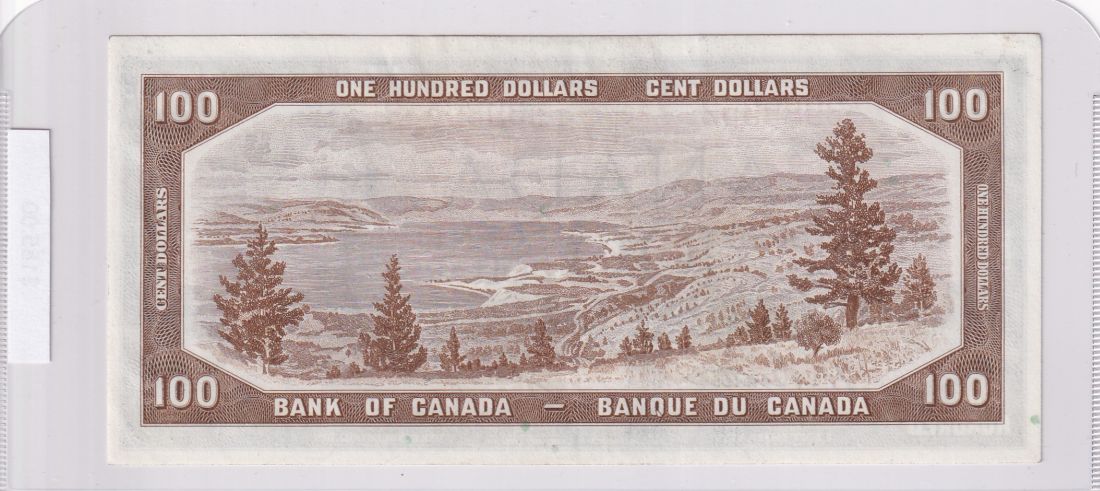 ONE HUNDRED DOLLARS CENT DOLLARS
100
100
CENT DOLLARS
ONE HUNDRED DOLLARS
100
100
BANK OF CANADA – BANQUE DU CANADA